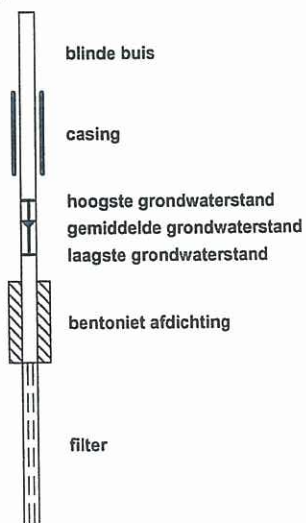 blinde buis
casing
hoogste grondwaterstand
gemiddelde grondwaterstand
laagste grondwaterstand
bentoniet afdichting
filter